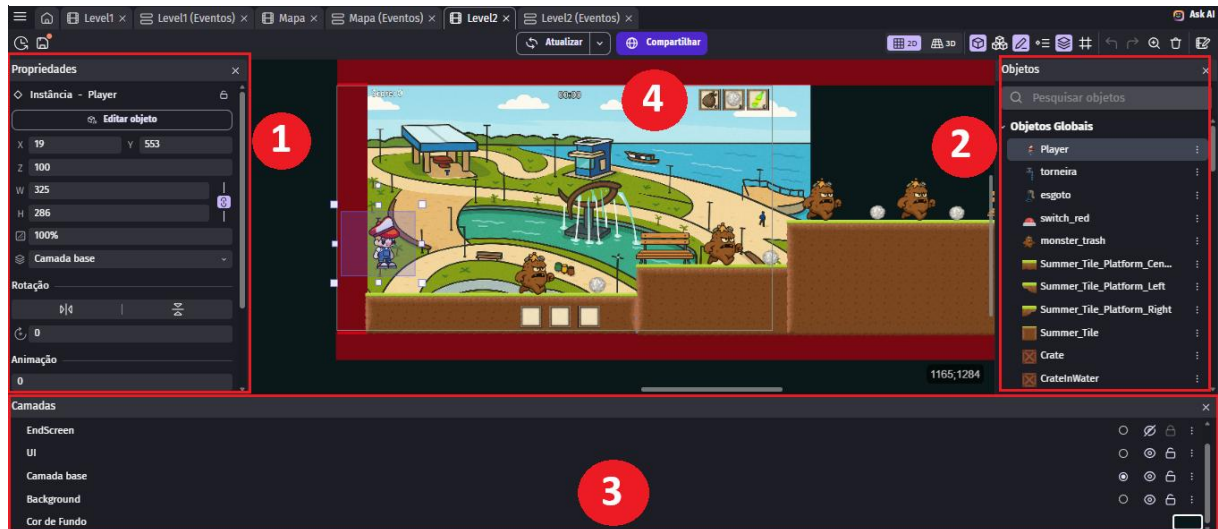 Level1 × Level1 (Eventos) × Mapa × Mapa (Eventos) × Level2 × Level2 (Eventos) × Ask AI
Atualizar Compartilhar 2D 3D
Propriedades ×
Instância - Player
Editar objeto
X 19 Y 553
Z 100
W 325
H 286
100%
Camada base
Rotação
0
Animação
0
1
00:00
4
2
1165;1284
Objetos ×
Pesquisar objetos
Objetos Globais
Player
torneira
esgoto
switch_red
monster_trash
Summer_Tile_Platform_Cen...
Summer_Tile_Platform_Left
Summer_Tile_Platform_Right
Summer_Tile
Crate
CrateInWater
Camadas ×
EndScreen
UI
Camada base
Background
Cor de Fundo
3